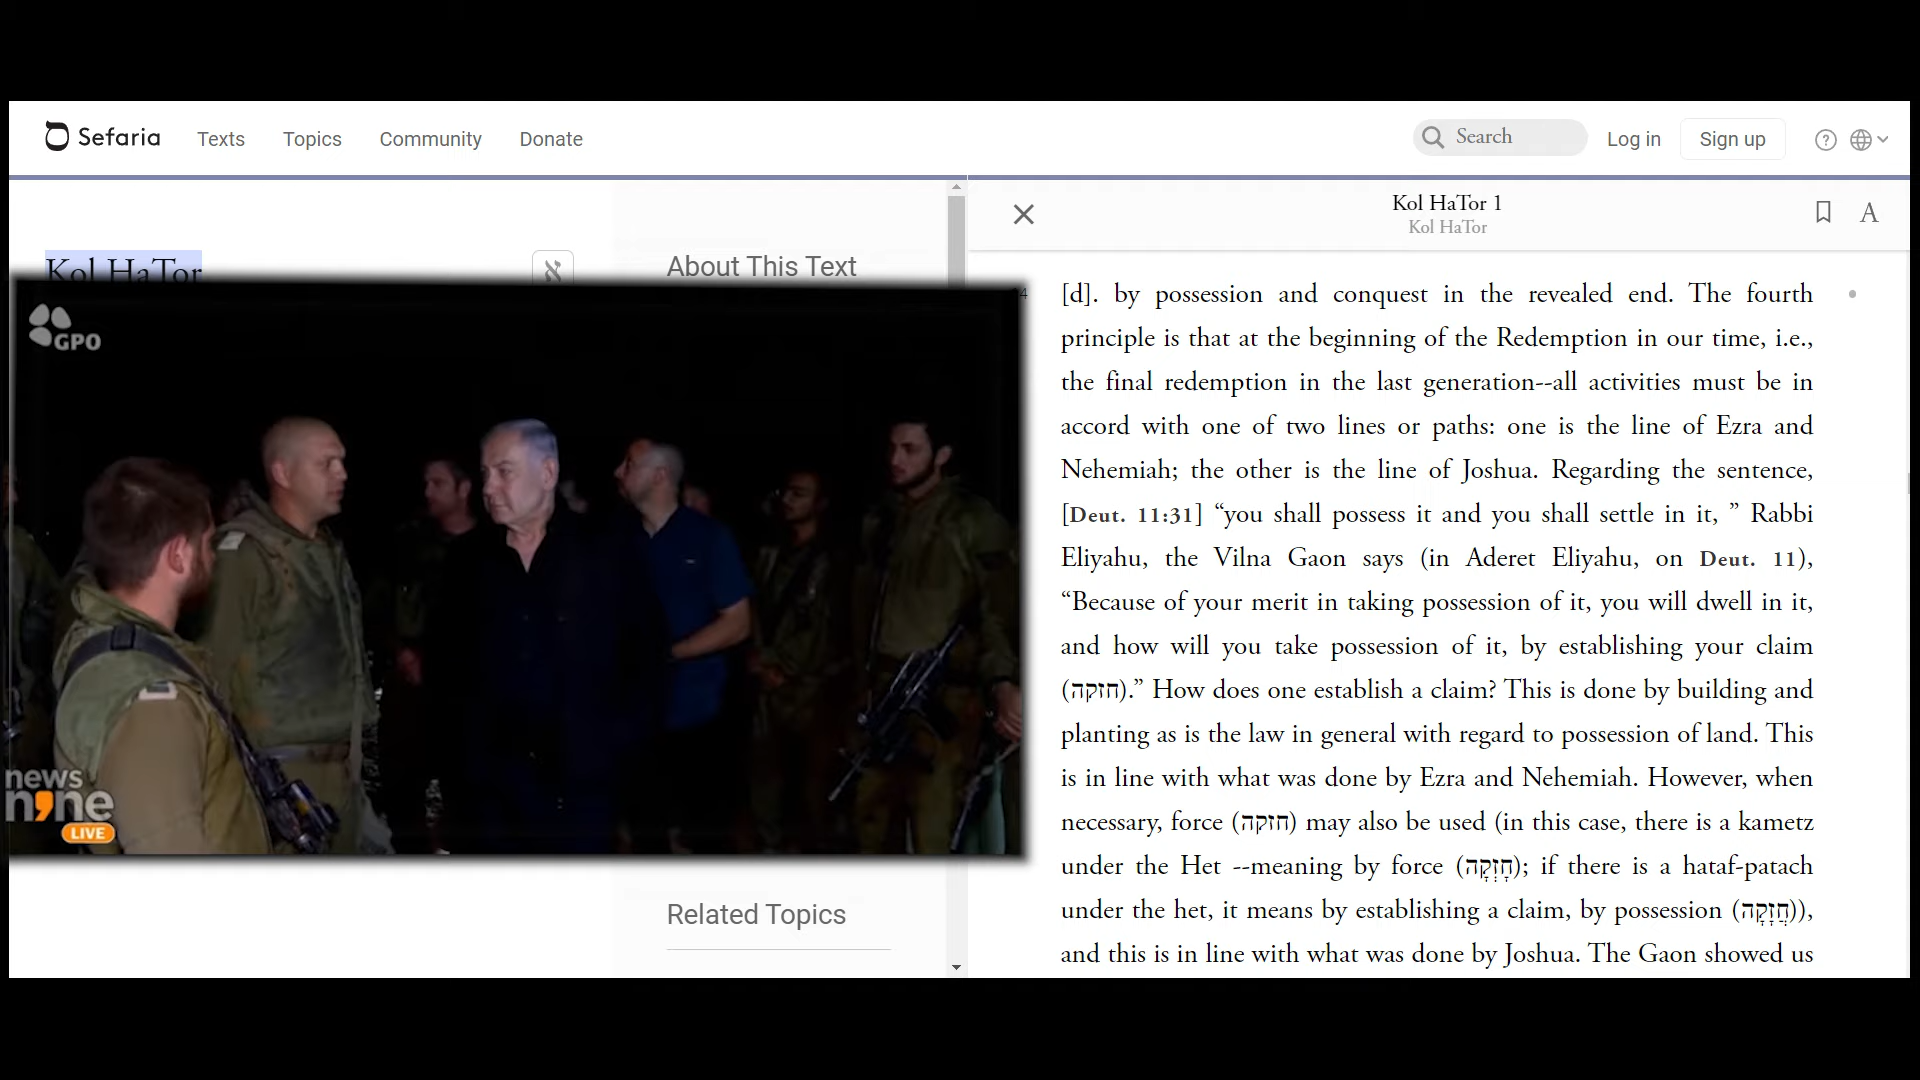 Sefaria Texts Topics Community Donate Search Log in Sign up
Kol HaTor
א
About This Text
GPO
news
nine
LIVE
Related Topics
Kol HaTor 1
Kol HaTor
A
4
[d]. by possession and conquest in the revealed end. The fourth
principle is that at the beginning of the Redemption in our time, i.e.,
the final redemption in the last generation--all activities must be in
accord with one of two lines or paths: one is the line of Ezra and
Nehemiah; the other is the line of Joshua. Regarding the sentence,
[Deut. 11:31] “you shall possess it and you shall settle in it, ” Rabbi
Eliyahu, the Vilna Gaon says (in Aderet Eliyahu, on Deut. 11),
“Because of your merit in taking possession of it, you will dwell in it,
and how will you take possession of it, by establishing your claim
(חזקה).” How does one establish a claim? This is done by building and
planting as is the law in general with regard to possession of land. This
is in line with what was done by Ezra and Nehemiah. However, when
necessary, force (חזקה) may also be used (in this case, there is a kametz
under the Het --meaning by force (חָזְקָה); if there is a hataf-patach
under the het, it means by establishing a claim, by possession (חֲזָקָה)),
and this is in line with what was done by Joshua. The Gaon showed us